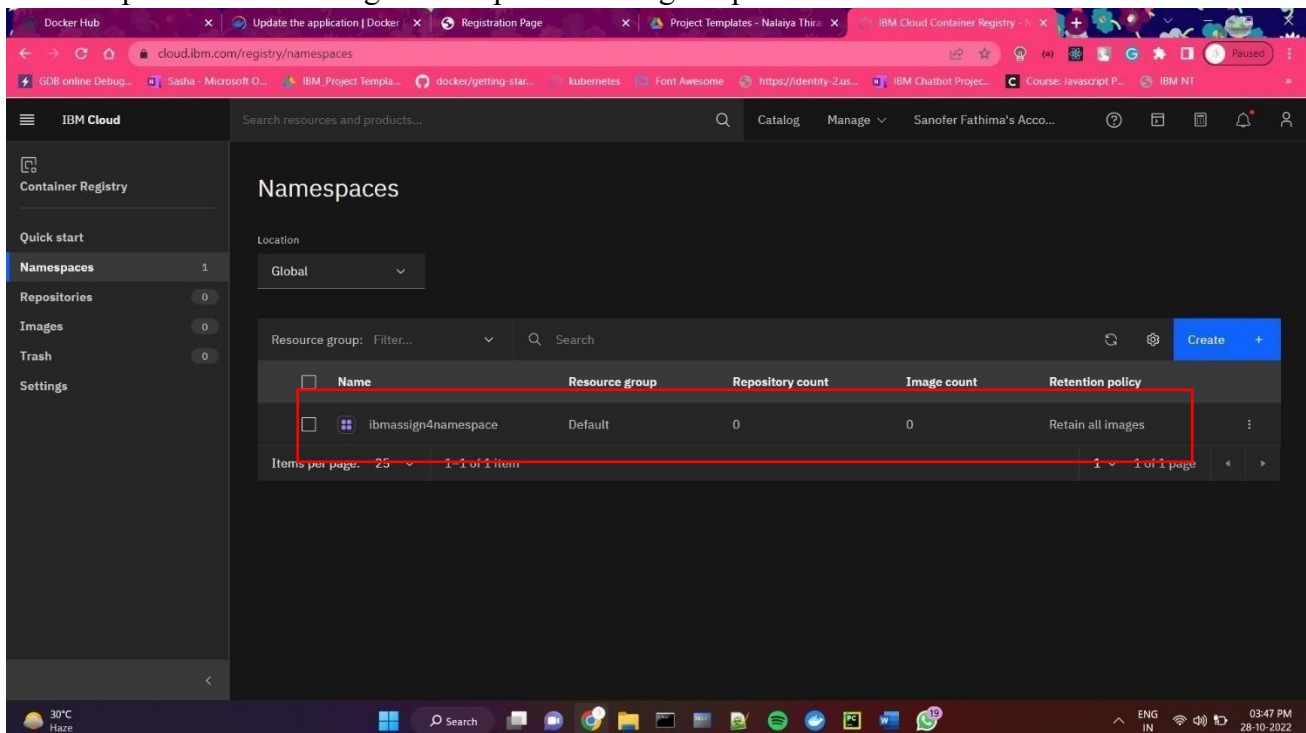 Docker Hub
Update the application | Docker
Registration Page
Project Templates - Nalaiya Thira
IBM Cloud Container Registry - N
cloud.ibm.com/registry/namespaces
Paused
GDB online Debug...
Sasha - Microsoft O...
IBM_Project Templa...
docker/getting-star...
kubernetes
Font Awesome
https://identity-2.us...
IBM Chatbot Projec...
Course: Javascript P...
IBM NT
IBM Cloud
Search resources and products...
Catalog
Manage
Sanofer Fathima's Acco...
Container Registry
Quick start
Namespaces 1
Repositories 0
Images 0
Trash 0
Settings
Namespaces
Location
Global
Resource group: Filter...
Search
Create +
Name Resource group Repository count Image count Retention policy
ibmassign4namespace Default 0 0 Retain all images
Items per page: 25 1–1 of 1 item 1 1 of 1 page
30°C
Haze
Search
19
ENG
IN
03:47 PM
28-10-2022